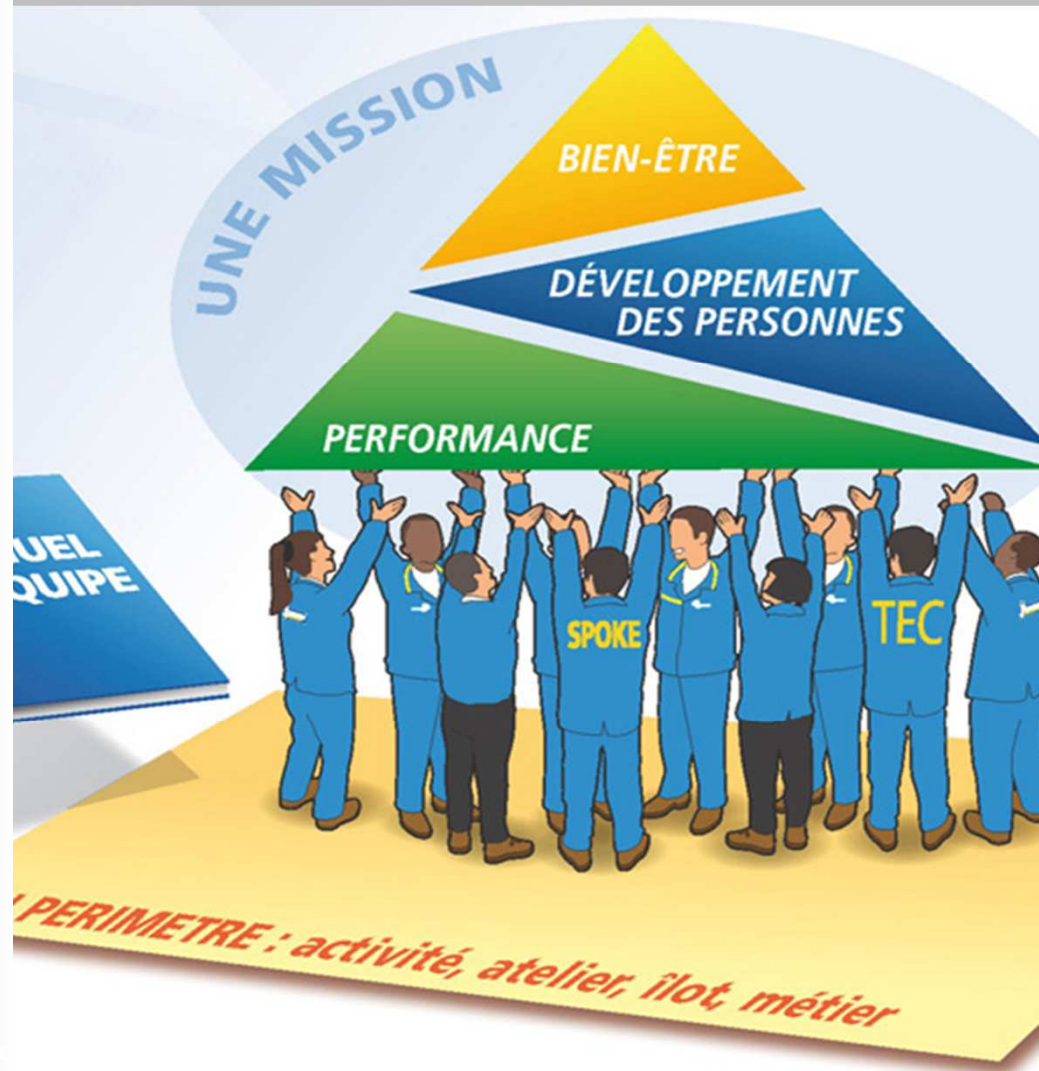 UNE MISSION
BIEN-ÊTRE
DÉVELOPPEMENT
DES PERSONNES
PERFORMANCE
UEL
QUIPE
SPOKE
TEC
PERIMETRE : activité, atelier, îlot, métier